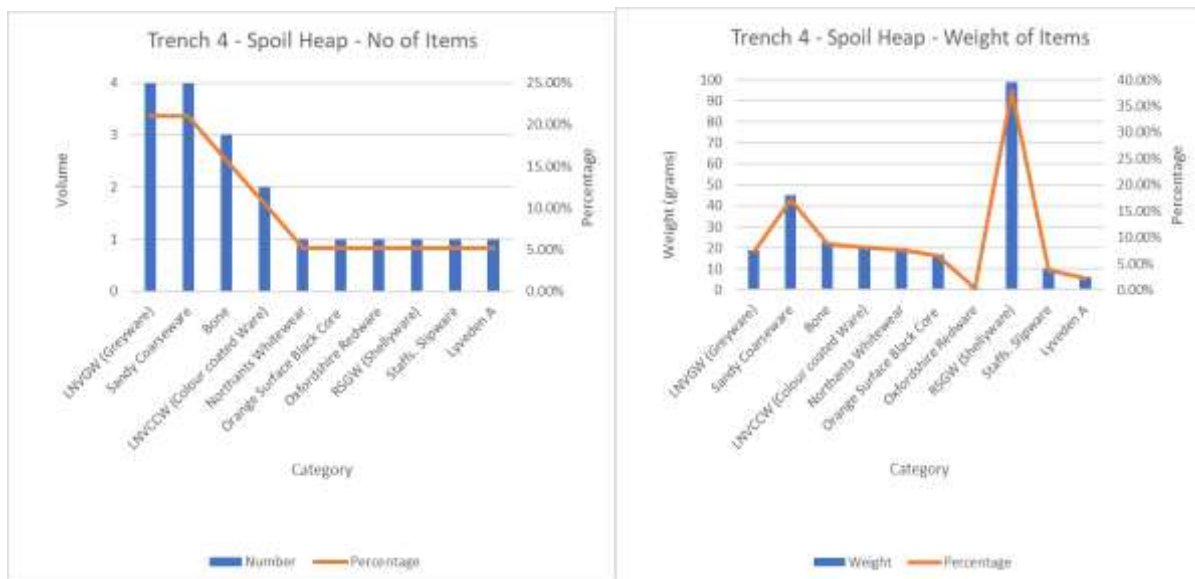 Trench 4 - Spoil Heap - No of Items
4
3
2
1
0
Volume
25.00%
20.00%
15.00%
10.00%
5.00%
0.00%
Percentage
LNVGW (Greyware)
Sandy Coarseware
Bone
LNVCCW (Colour coated Ware)
Northants Whitewear
Orange Surface Black Core
Oxfordshire Redware
RSGW (Shellyware)
Staffs. Slipware
Lyveden A
Category
Number Percentage
Trench 4 - Spoil Heap - Weight of Items
100
90
80
70
60
50
40
30
20
10
0
Weight (grams)
40.00%
35.00%
30.00%
25.00%
20.00%
15.00%
10.00%
5.00%
0.00%
Percentage
LNVGW (Greyware)
Sandy Coarseware
Bone
LNVCCW (Colour coated Ware)
Northants Whitewear
Orange Surface Black Core
Oxfordshire Redware
RSGW (Shellyware)
Staffs. Slipware
Lyveden A
Category
Weight Percentage